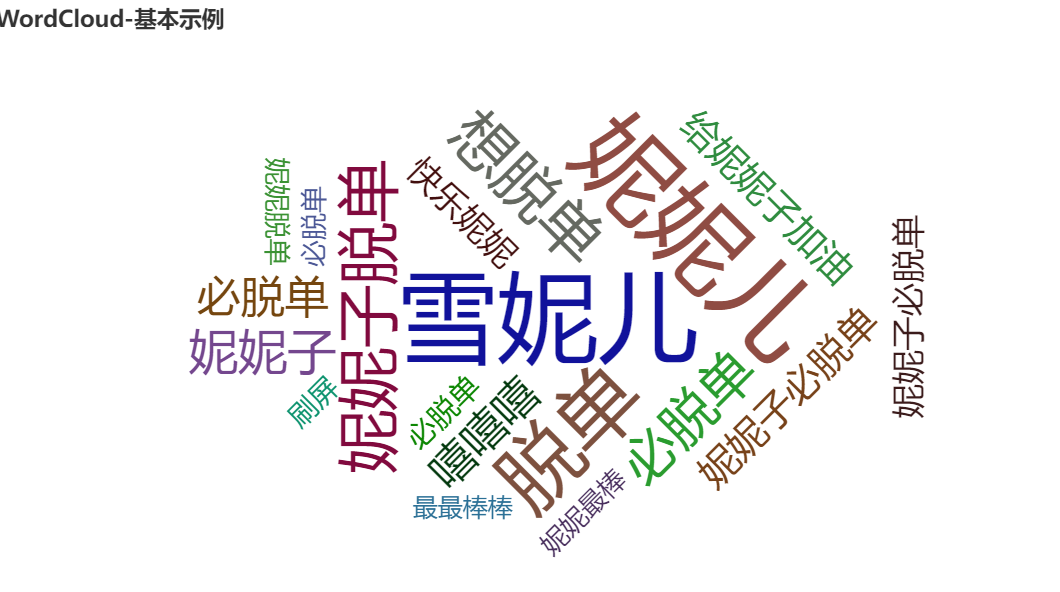 WordCloud-基本示例
想脱单
妮妮儿
给妮妮子加油
快乐妮妮
妮妮脱单
必脱单
妮妮子脱单
雪妮儿
必脱单
妮妮子
妮妮子必脱单
妮妮子必脱单
必脱单
脱单
刷屏
必脱单
嘻嘻嘻
最最棒棒
妮妮最棒